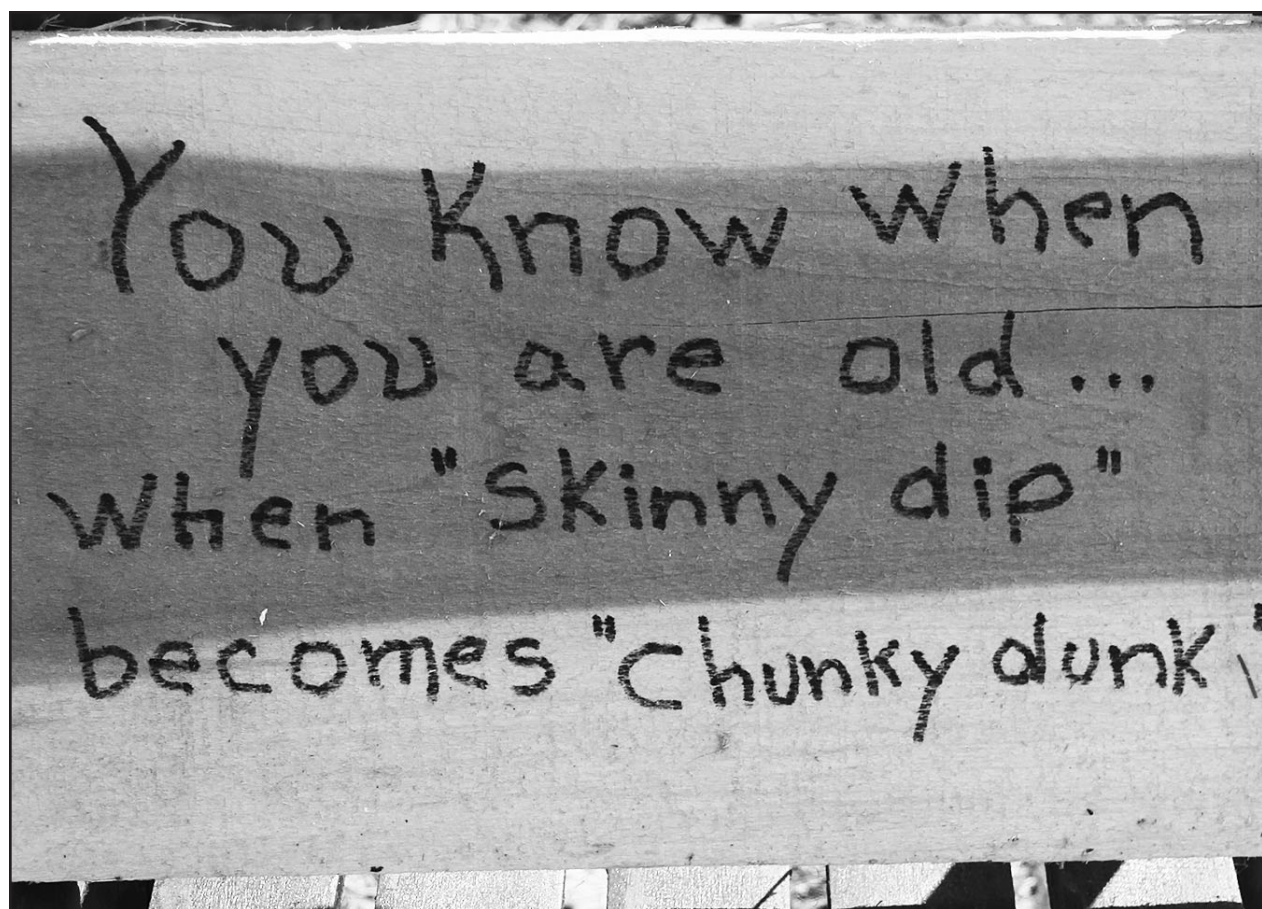 You know when
you are old...
when "skinny dip"
becomes "chunky dunk"